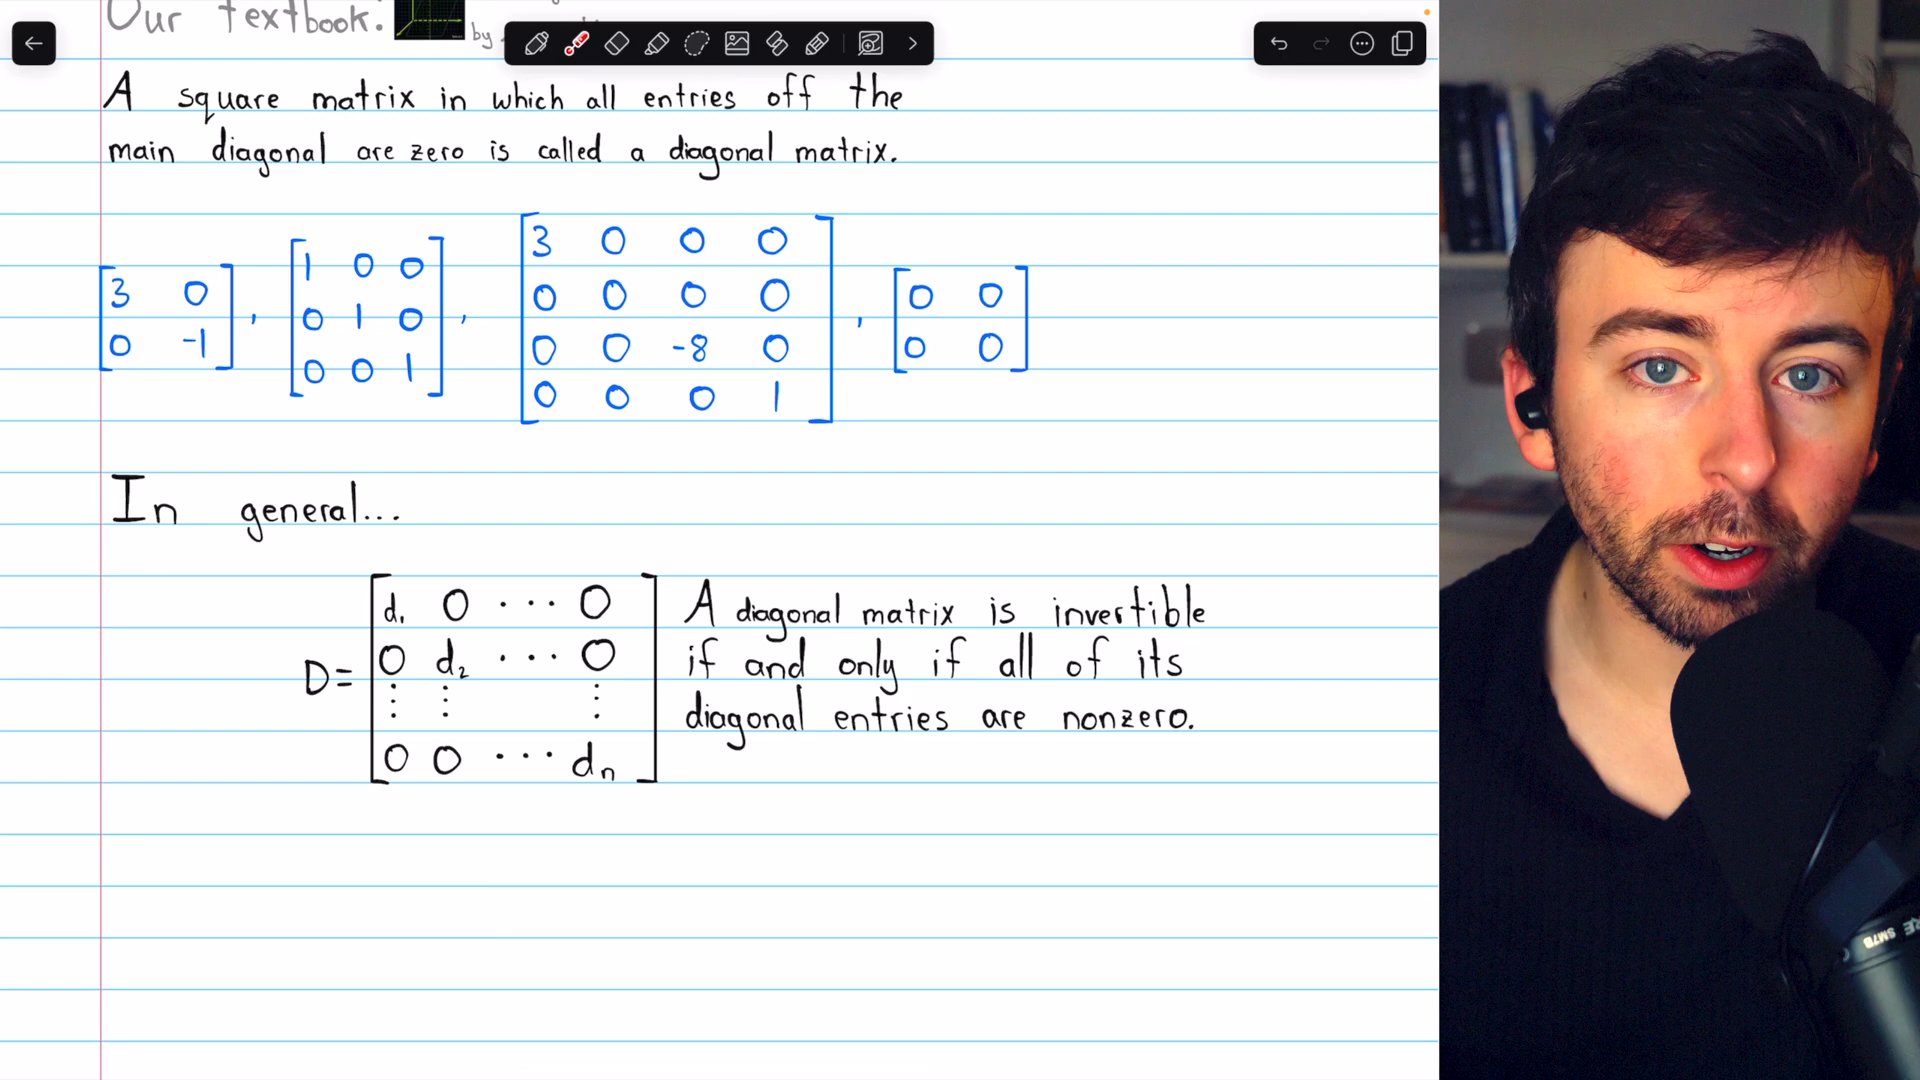 Our textbook:
by
A square matrix in which all entries off the
main diagonal are zero is called a diagonal matrix.
[3 0; 0 -1], [1 0 0; 0 1 0; 0 0 1], [3 0 0 0; 0 0 0 0; 0 0 -8 0; 0 0 0 1], [0 0; 0 0]
In general...
D= [d₁ 0 ··· 0; 0 d₂ ··· 0; ⋮ ⋮ ⋮; 0 0 ··· dₙ]
A diagonal matrix is invertible
if and only if all of its
diagonal entries are nonzero.
SM7B